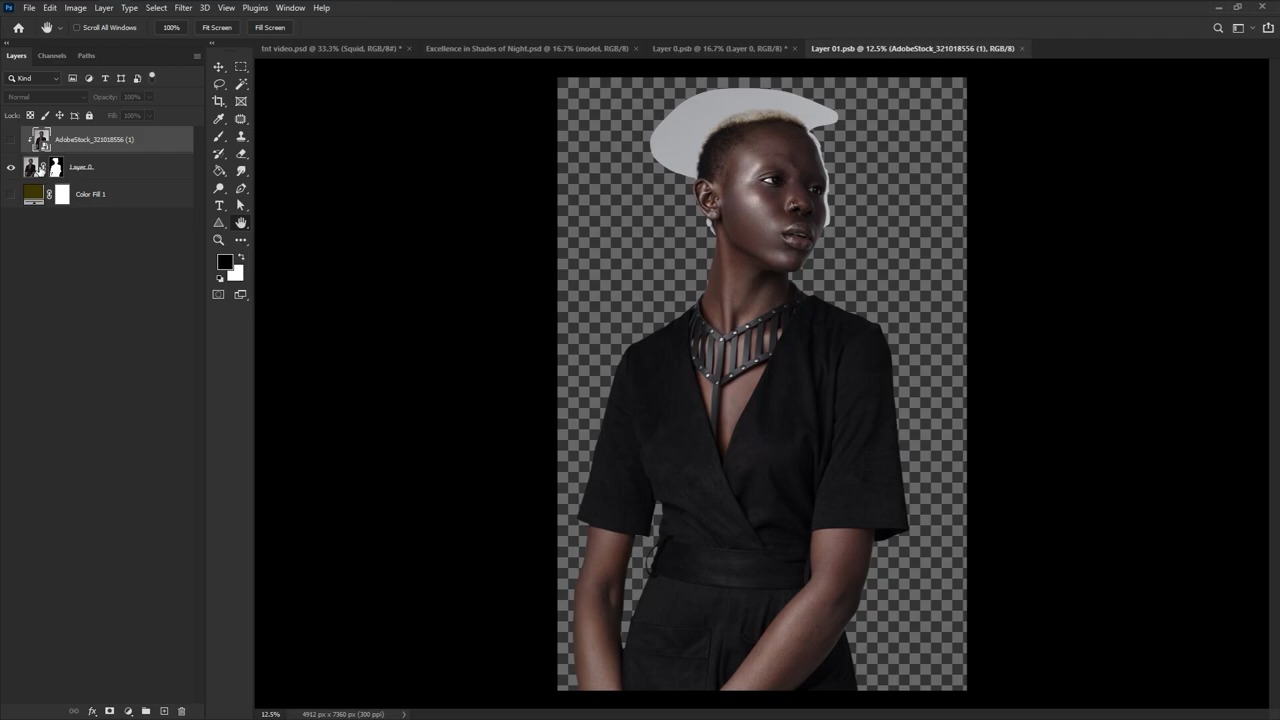 Ps File Edit Image Layer Type Select Filter 3D View Plugins Window Help
Scroll All Windows 100% Fit Screen Fill Screen
Layers Channels Paths
tnt video.psd @ 33.3% (Squid, RGB/8#) * × Excellence in Shades of Night.psd @ 16.7% (model, RGB/8) × Layer 0.psb @ 16.7% (Layer 0, RGB/8) * × Layer 01.psb @ 12.5% (AdobeStock_321018556 (1), RGB/8) ×
Kind
Normal Opacity: 100%
Lock: Fill: 100%
AdobeStock_321018556 (1)
Layer 0
Color Fill 1
fx
12.5% 4912 px x 7360 px (300 ppi)